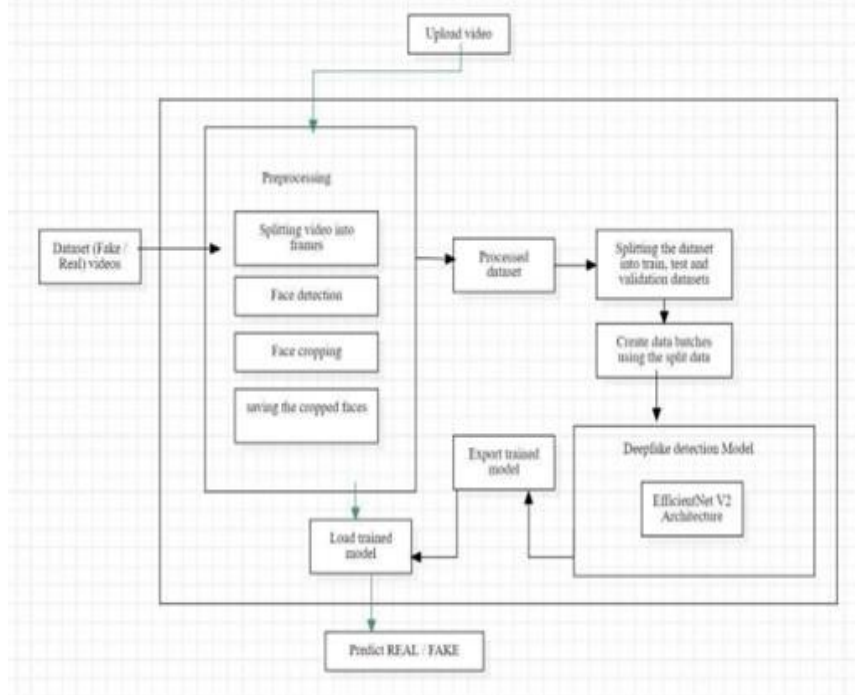 Upload video
Preprocessing
Splitting video into
frames
Face detection
Face cropping
saving the cropped faces
Dataset (Fake /
Real) videos
Processed
dataset
Splitting the dataset
into train, test and
validation datasets
Create data batches
using the split data
Deepfake detection Model
EfficientNet V2
Architecture
Export trained
model
Load trained
model
Predict REAL / FAKE